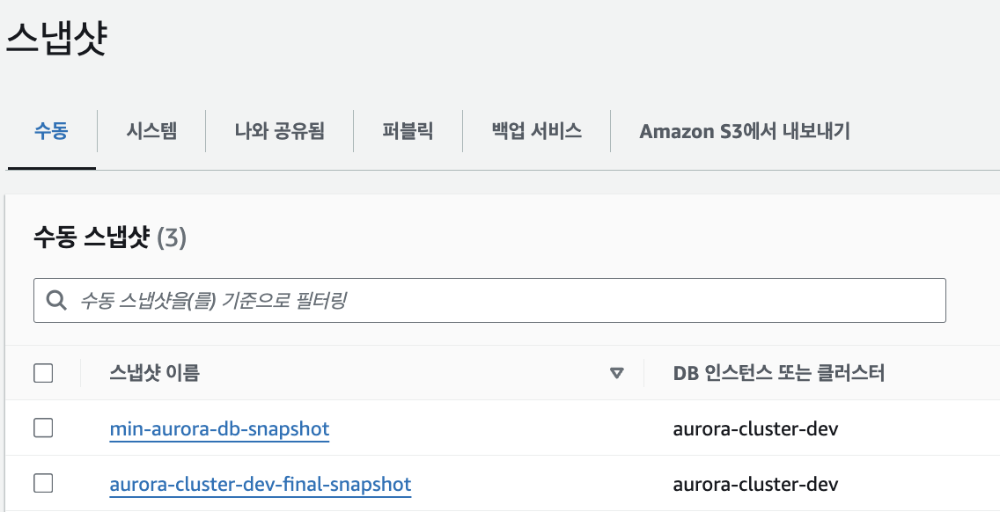 스냅샷
수동 시스템 나와 공유됨 퍼블릭 백업 서비스 Amazon S3에서 내보내기
수동 스냅샷 (3)
수동 스냅샷을(를) 기준으로 필터링
스냅샷 이름 DB 인스턴스 또는 클러스터
min-aurora-db-snapshot aurora-cluster-dev
aurora-cluster-dev-final-snapshot aurora-cluster-dev